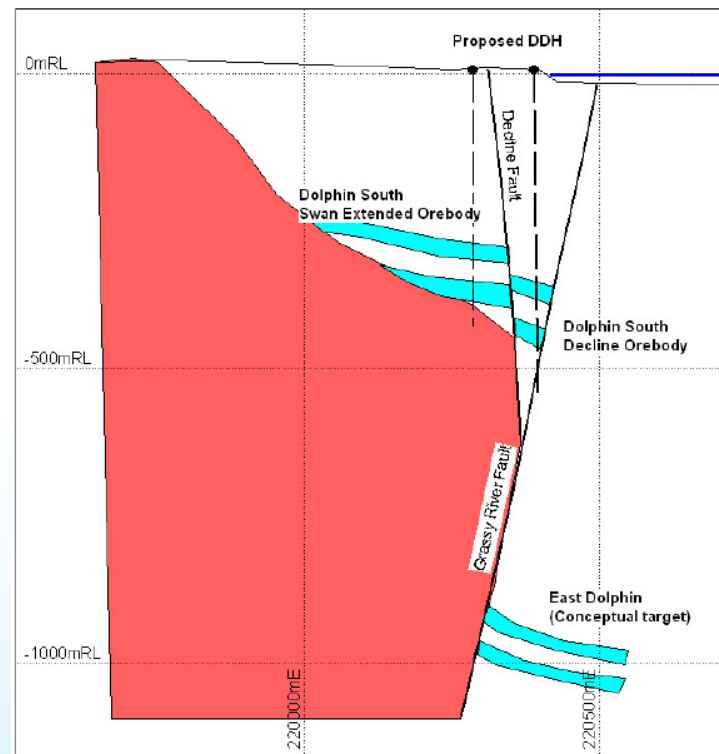 Proposed DDH
0mRL
Decline Fault
Dolphin South
Swan Extended Orebody
Dolphin South
Decline Orebody
-500mRL
Grassy River Fault
East Dolphin
(Conceptual target)
-1000mRL
220000mE
220500mE